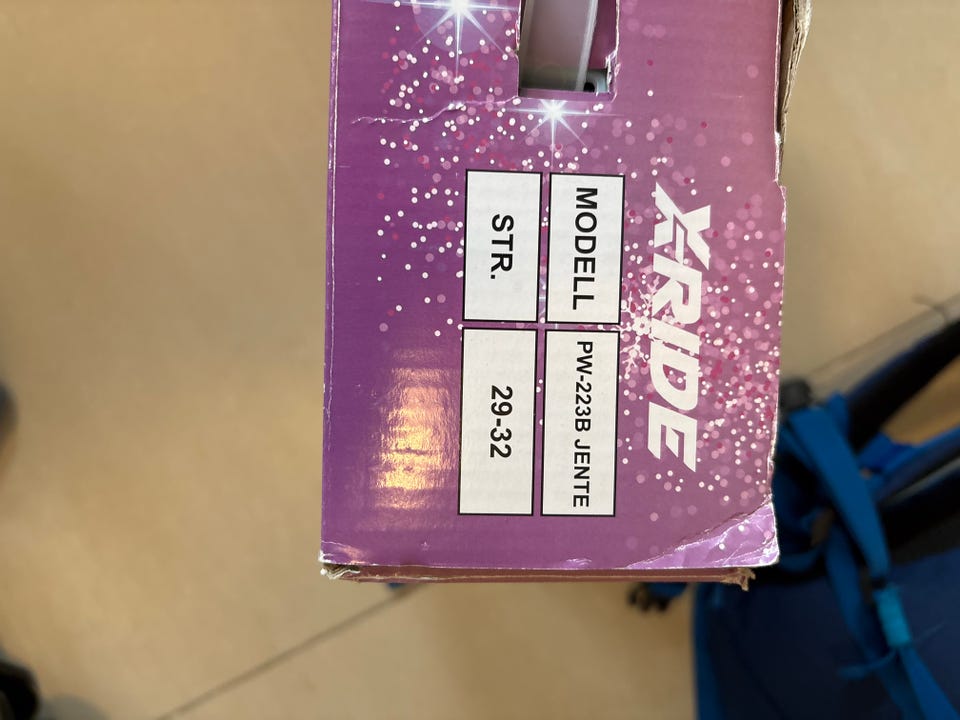 X-RIDE
MODELL PW-223B JENTE
STR. 29-32